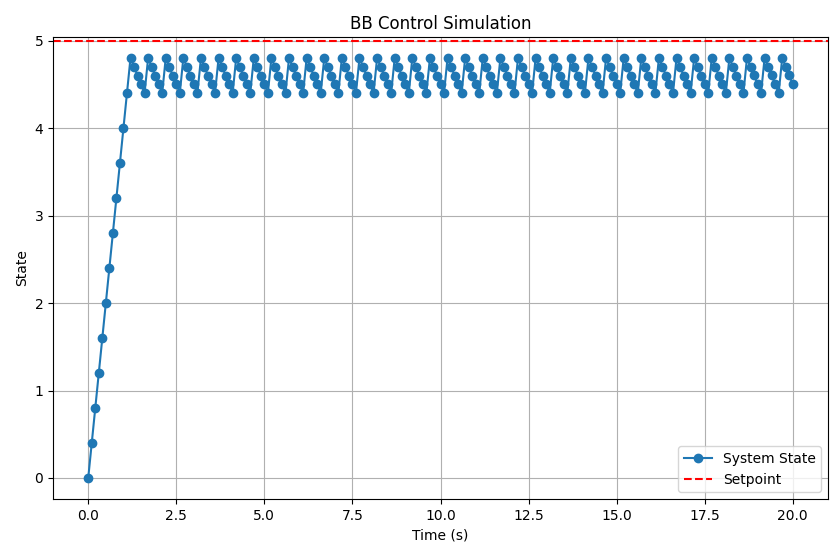 BB Control Simulation
5
4
3
2
1
0
State
0.0 2.5 5.0 7.5 10.0 12.5 15.0 17.5 20.0
Time (s)
System State
Setpoint